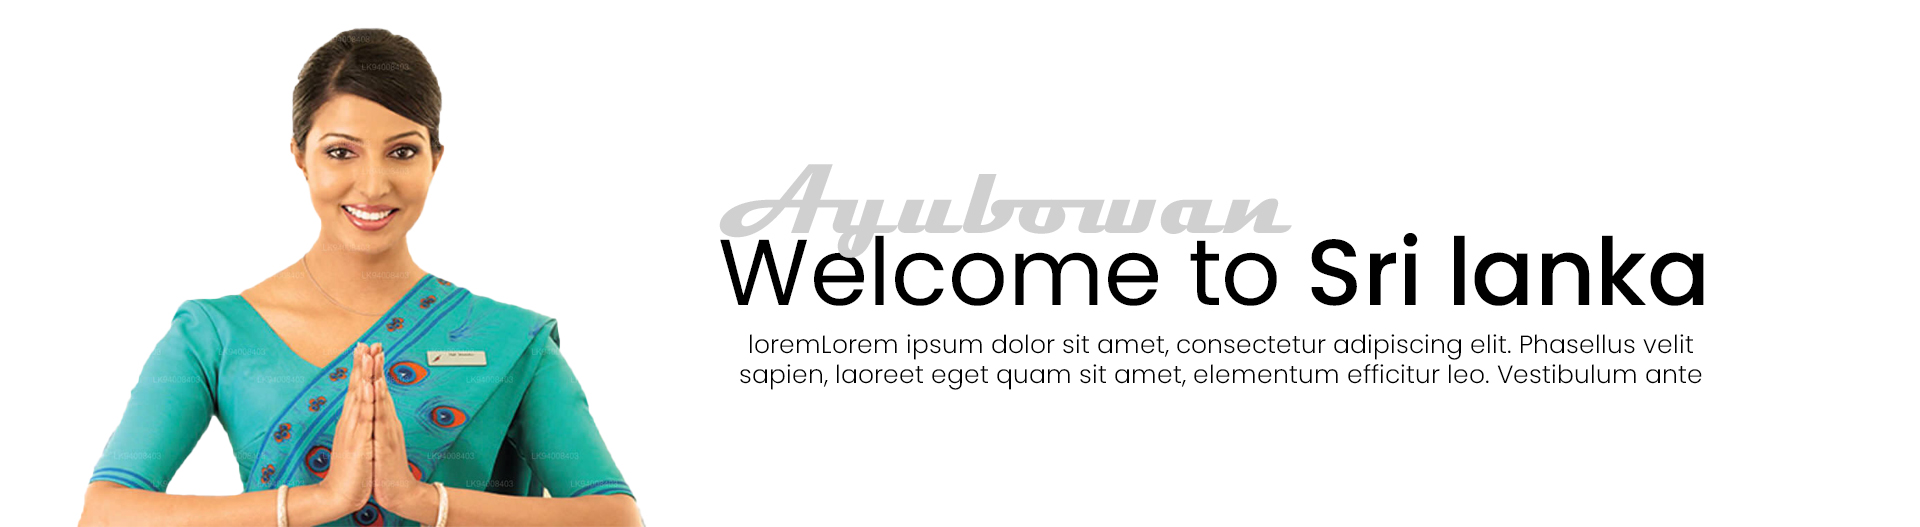 Ayubowan
Welcome to Sri lanka
loremLorem ipsum dolor sit amet, consectetur adipiscing elit. Phasellus velit
sapien, laoreet eget quam sit amet, elementum efficitur leo. Vestibulum ante
LK94008403